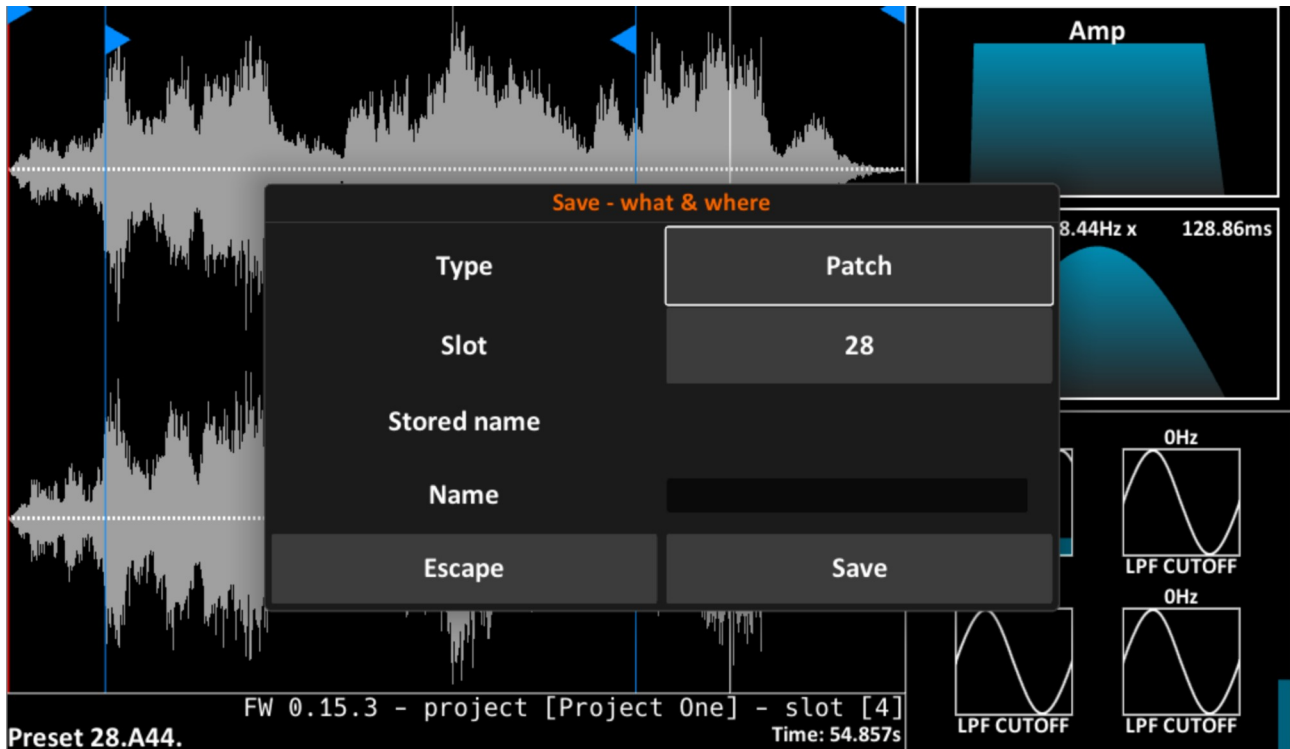 Amp
8.44Hz x 128.86ms
Save - what & where
Type Patch
Slot 28
Stored name
Name
Escape Save
0Hz
LPF CUTOFF
0Hz
LPF CUTOFF LPF CUTOFF
FW 0.15.3 – project [Project One] – slot [4]
Preset 28.A44. Time: 54.857s